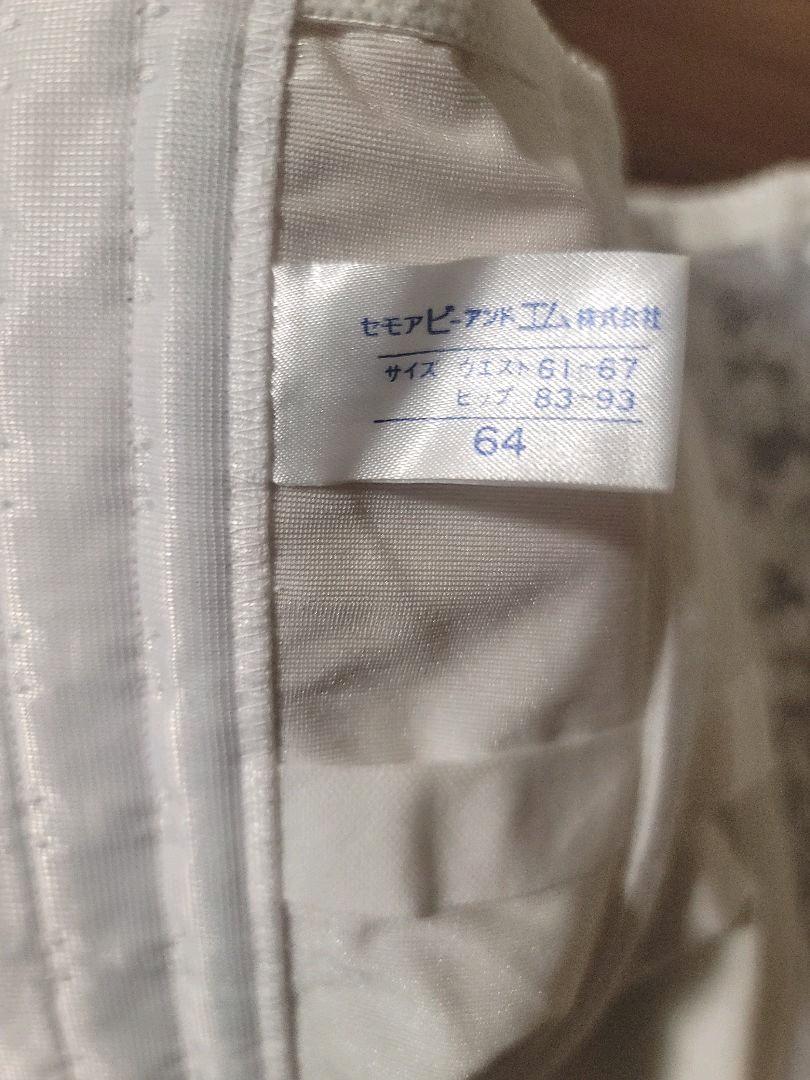 セモアビーアンドエム株式会社
サイズ ウエスト 61~67
ヒップ 83~93
64